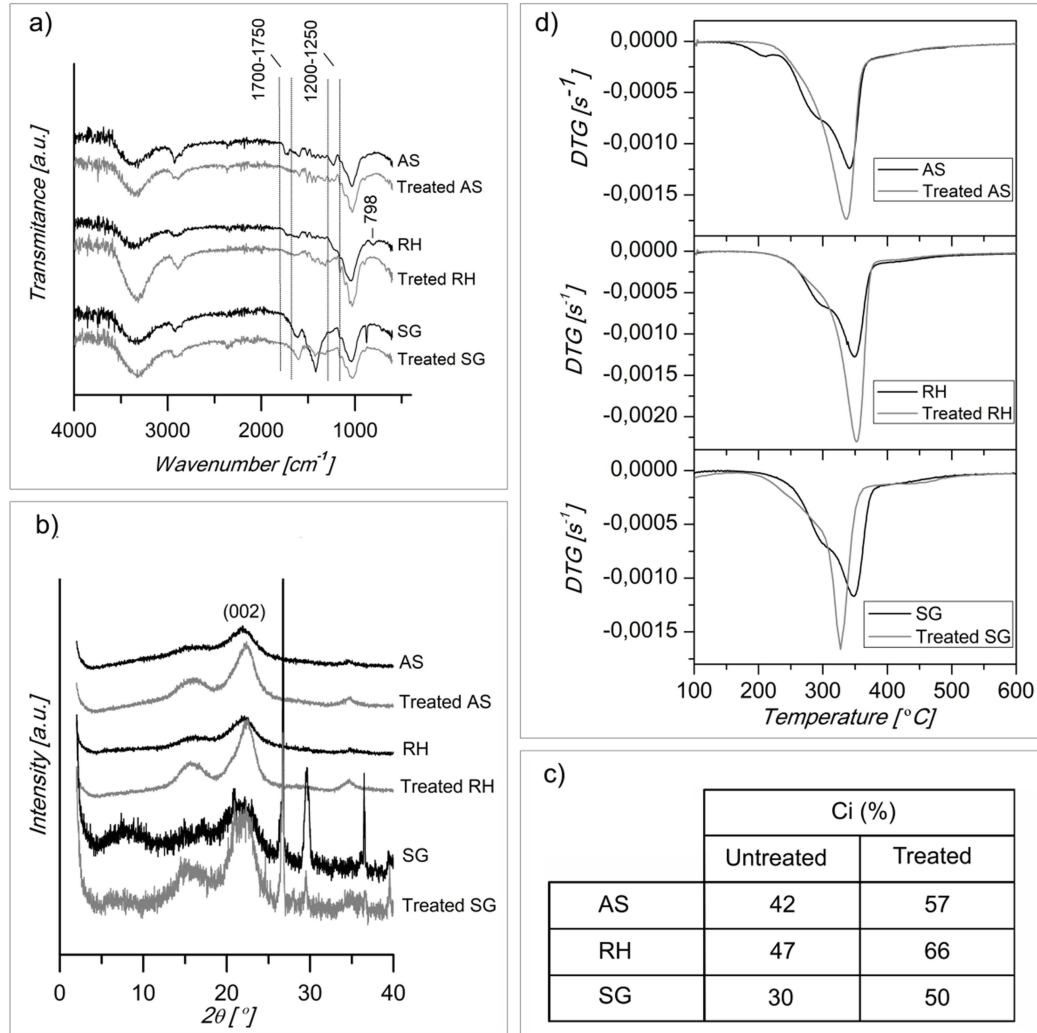 a)
1700-1750
1200-1250
AS
Treated AS
798
RH
Treted RH
SG
Treated SG
Transmitance [a.u.]
4000 3000 2000 1000
Wavenumber [cm⁻¹]
b)
(002)
AS
Treated AS
RH
Treated RH
SG
Treated SG
Intensity [a.u.]
0 10 20 30 40
2θ [°]
d)
0,0000
-0,0005
-0,0010
-0,0015
DTG [s⁻¹]
AS
Treated AS
0,0000
-0,0005
-0,0010
-0,0015
-0,0020
DTG [s⁻¹]
RH
Treated RH
0,0000
-0,0005
-0,0010
-0,0015
DTG [s⁻¹]
SG
Treated SG
100 200 300 400 500 600
Temperature [°C]
c)
Ci (%)
Untreated Treated
AS 42 57
RH 47 66
SG 30 50